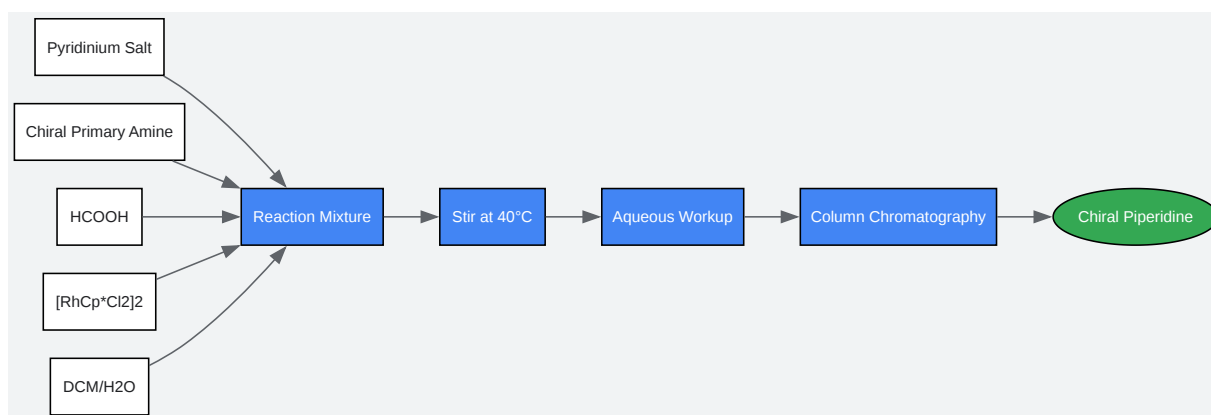 Pyridinium Salt
Chiral Primary Amine
HCOOH
[RhCp*Cl2]2
DCM/H2O
Reaction Mixture
Stir at 40°C
Aqueous Workup
Column Chromatography
Chiral Piperidine